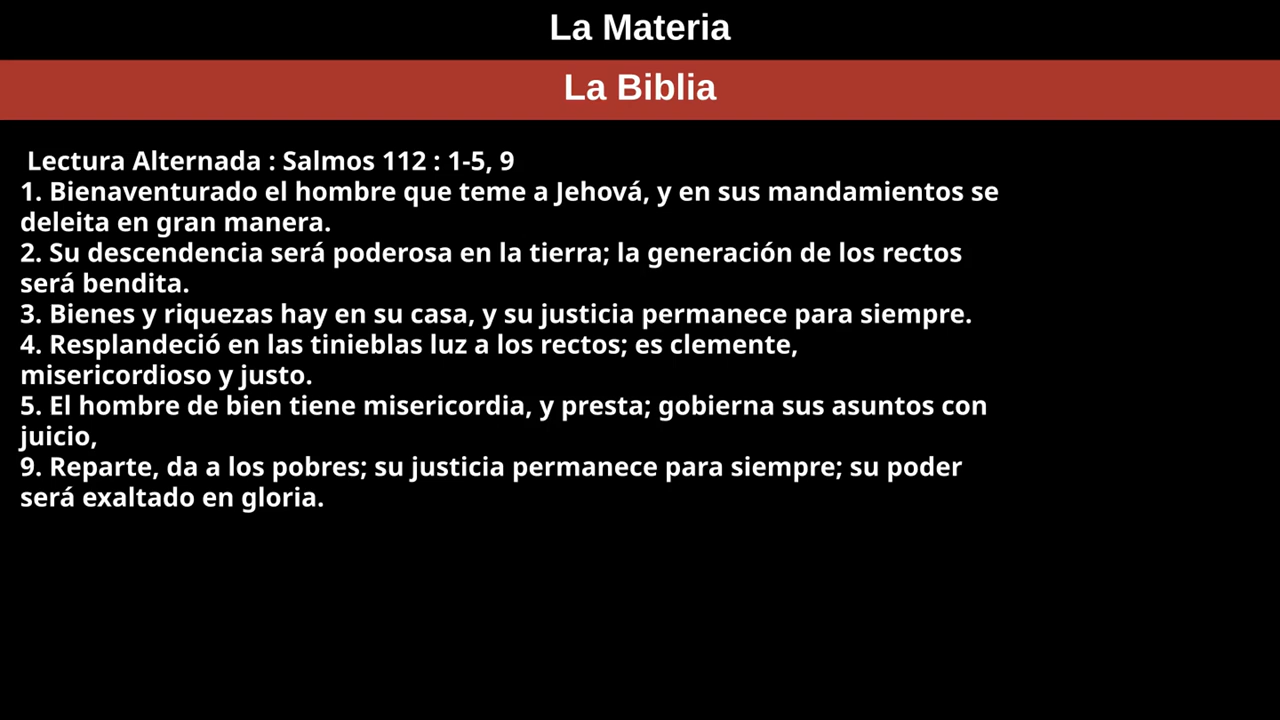 La Materia
La Biblia
Lectura Alternada : Salmos 112 : 1-5, 9
1. Bienaventurado el hombre que teme a Jehová, y en sus mandamientos se
deleita en gran manera.
2. Su descendencia será poderosa en la tierra; la generación de los rectos
será bendita.
3. Bienes y riquezas hay en su casa, y su justicia permanece para siempre.
4. Resplandeció en las tinieblas luz a los rectos; es clemente,
misericordioso y justo.
5. El hombre de bien tiene misericordia, y presta; gobierna sus asuntos con
juicio,
9. Reparte, da a los pobres; su justicia permanece para siempre; su poder
será exaltado en gloria.